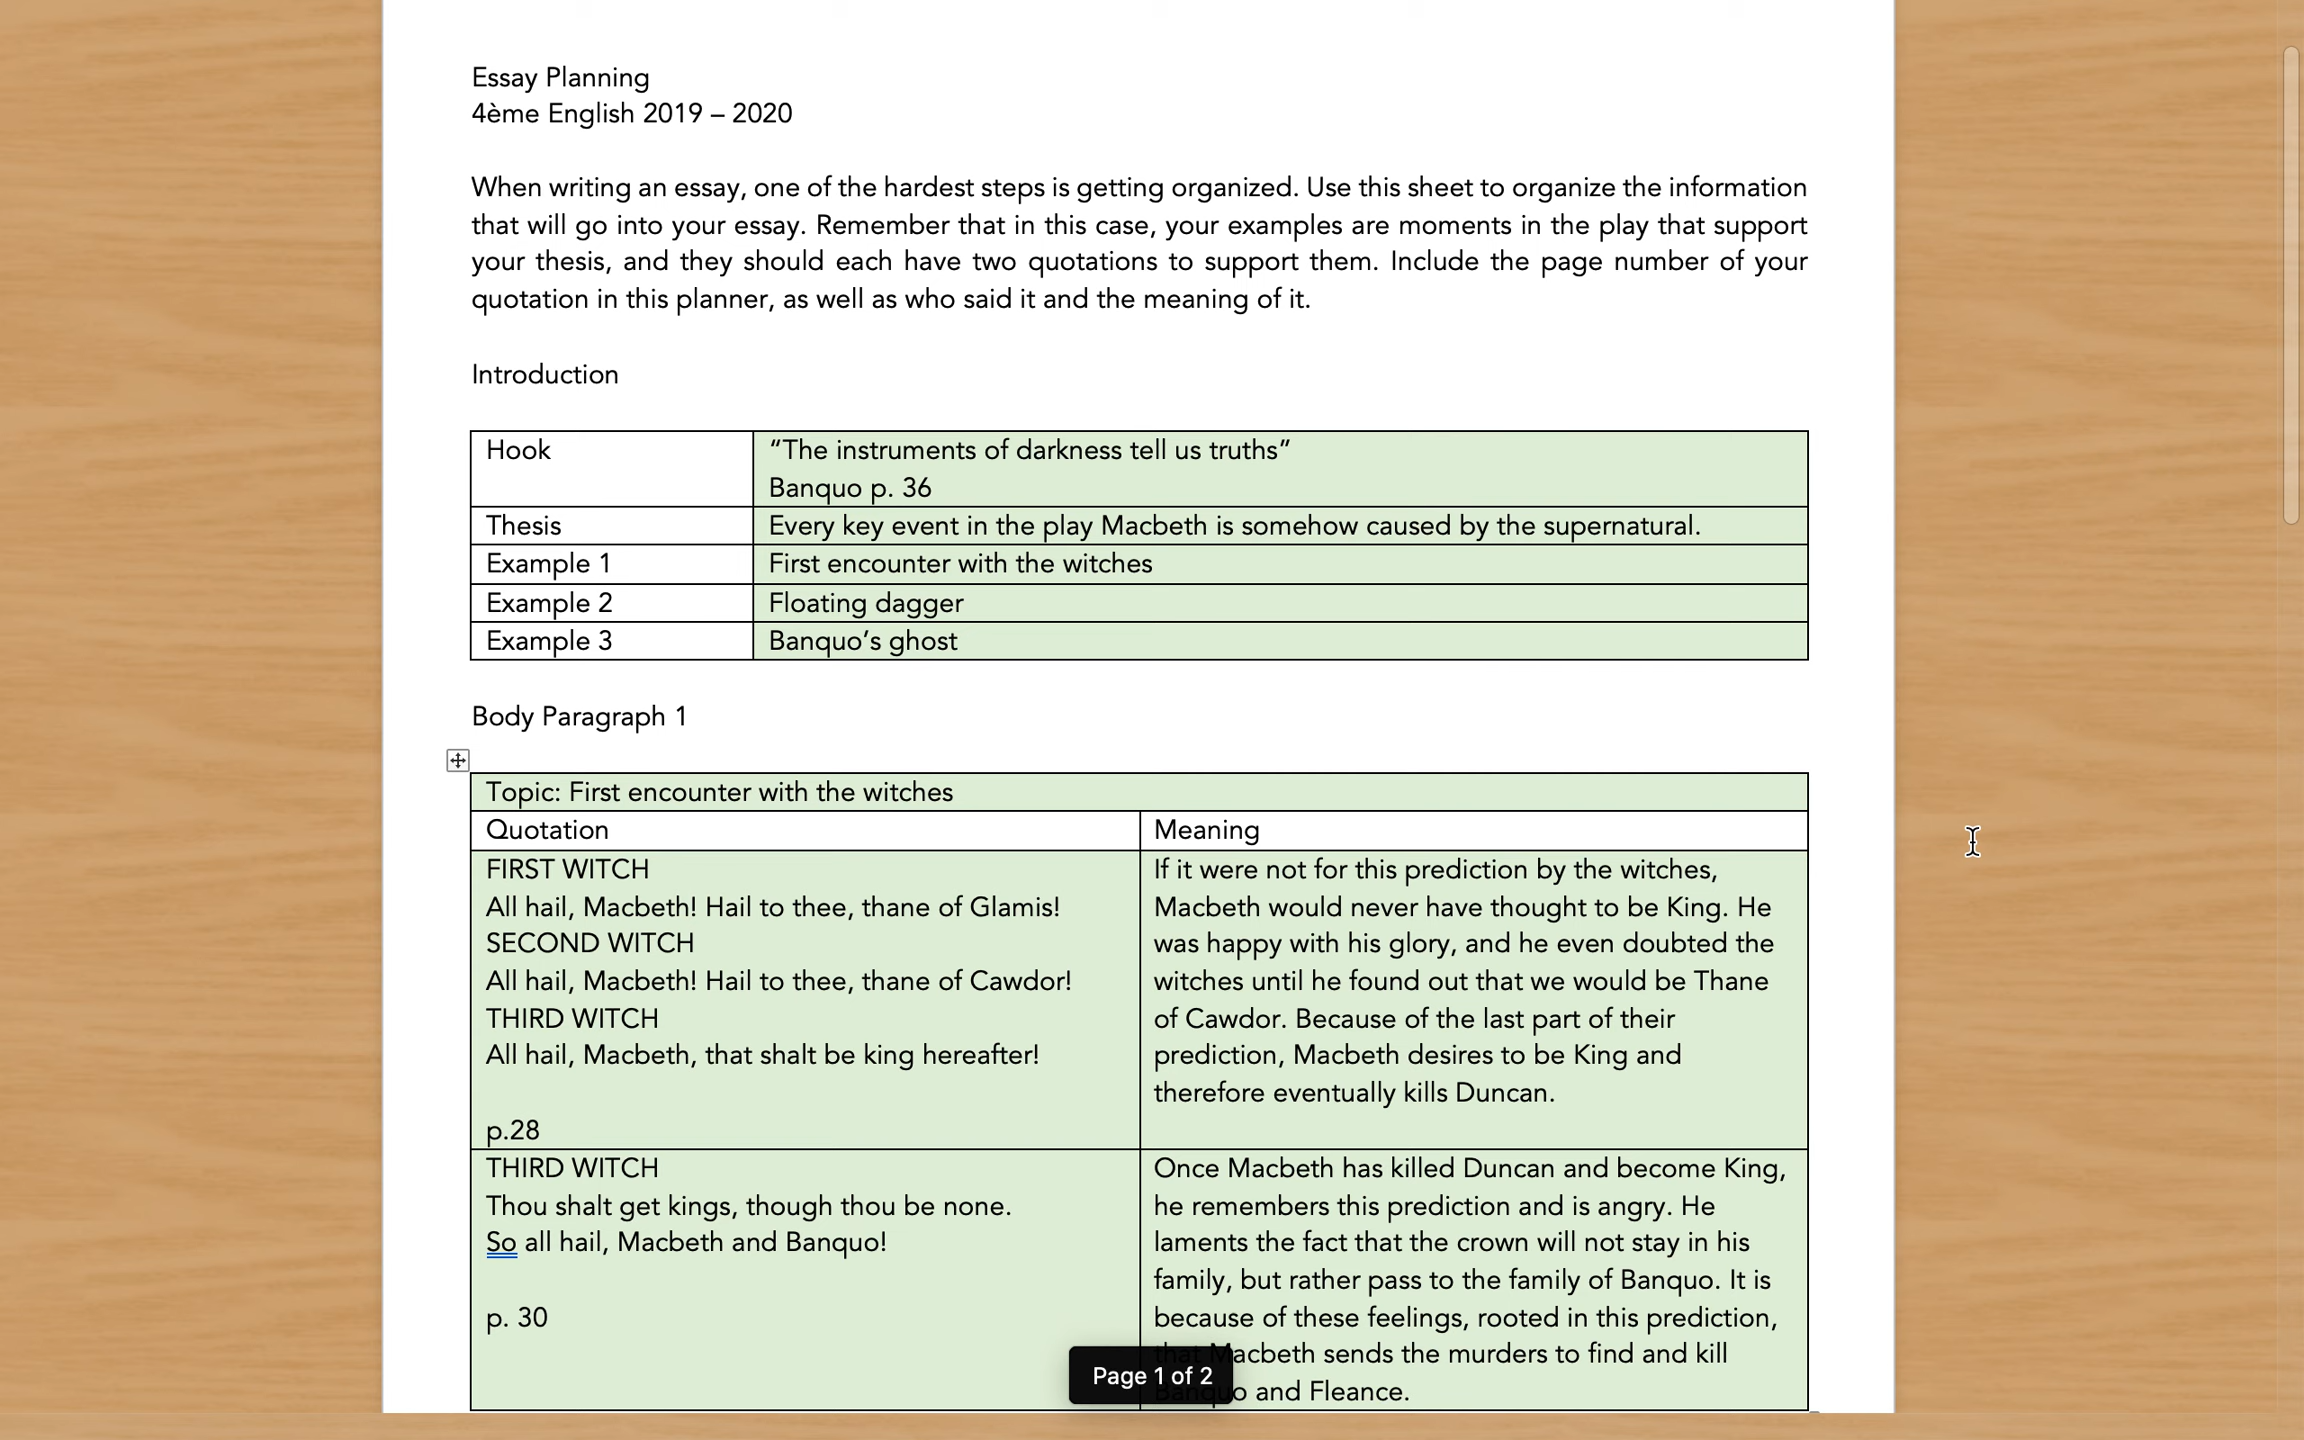 Essay Planning
4ème English 2019 – 2020
When writing an essay, one of the hardest steps is getting organized. Use this sheet to organize the information
that will go into your essay. Remember that in this case, your examples are moments in the play that support
your thesis, and they should each have two quotations to support them. Include the page number of your
quotation in this planner, as well as who said it and the meaning of it.
Introduction
Hook
“The instruments of darkness tell us truths”
Banquo p. 36
Thesis
Every key event in the play Macbeth is somehow caused by the supernatural.
Example 1
First encounter with the witches
Example 2
Floating dagger
Example 3
Banquo’s ghost
Body Paragraph 1
Topic: First encounter with the witches
Quotation
Meaning
FIRST WITCH
All hail, Macbeth! Hail to thee, thane of Glamis!
SECOND WITCH
All hail, Macbeth! Hail to thee, thane of Cawdor!
THIRD WITCH
All hail, Macbeth, that shalt be king hereafter!
p.28
If it were not for this prediction by the witches,
Macbeth would never have thought to be King. He
was happy with his glory, and he even doubted the
witches until he found out that we would be Thane
of Cawdor. Because of the last part of their
prediction, Macbeth desires to be King and
therefore eventually kills Duncan.
THIRD WITCH
Thou shalt get kings, though thou be none.
So all hail, Macbeth and Banquo!
p. 30
Once Macbeth has killed Duncan and become King,
he remembers this prediction and is angry. He
laments the fact that the crown will not stay in his
family, but rather pass to the family of Banquo. It is
because of these feelings, rooted in this prediction,
that Macbeth sends the murders to find and kill
Banquo and Fleance.
Page 1 of 2